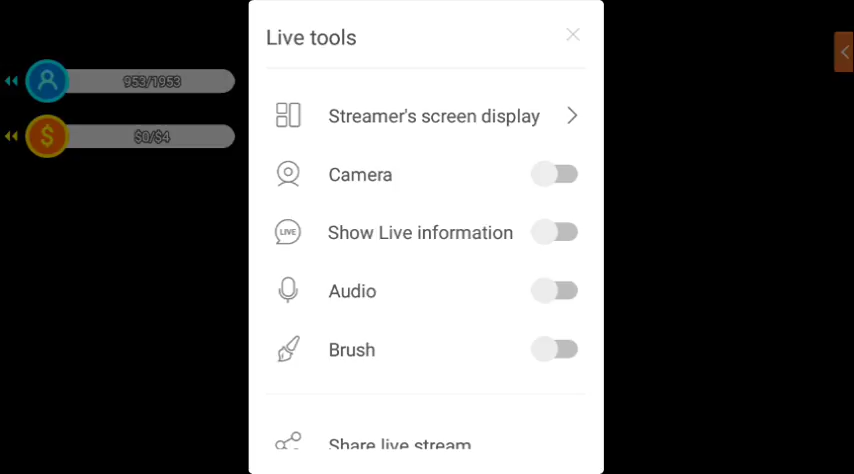 Live tools
953/1953
$0/$4
Streamer's screen display
Camera
LIVE
Show Live information
Audio
Brush
Share live stream